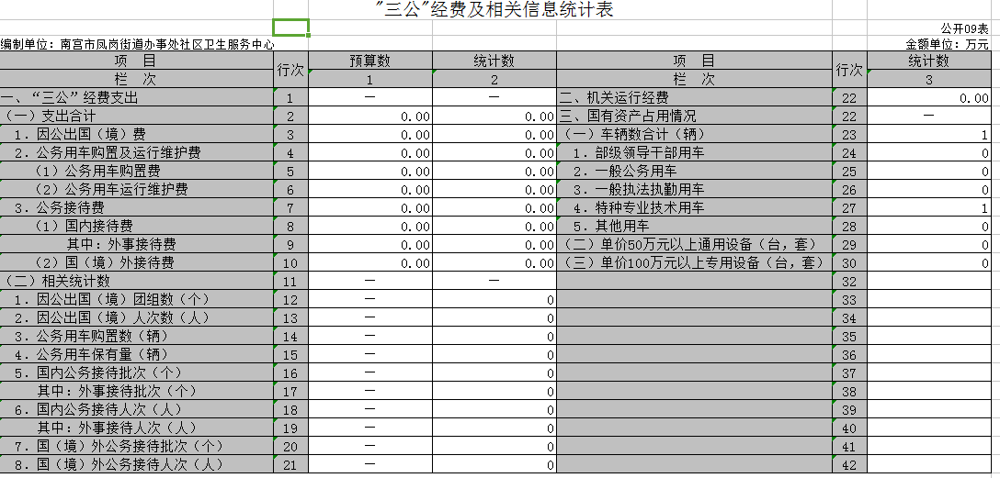 "三公"经费及相关信息统计表
公开09表
编制单位：南宫市凤岗街道办事处社区卫生服务中心 金额单位：万元
项 目 行次 预算数 统计数 项 目 行次 统计数
栏 次 1 2 栏 次 3
一、“三公”经费支出 1 — — 二、机关运行经费 22 0.00
（一）支出合计 2 0.00 0.00 三、国有资产占用情况 22 —
1．因公出国（境）费 3 0.00 0.00 （一）车辆数合计（辆） 23 1
2．公务用车购置及运行维护费 4 0.00 0.00 1．部级领导干部用车 24 0
（1）公务用车购置费 5 0.00 0.00 2．一般公务用车 25 0
（2）公务用车运行维护费 6 0.00 0.00 3．一般执法执勤用车 26 0
3．公务接待费 7 0.00 0.00 4．特种专业技术用车 27 1
（1）国内接待费 8 0.00 0.00 5．其他用车 28 0
其中：外事接待费 9 0.00 0.00 （二）单价50万元以上通用设备（台，套） 29 0
（2）国（境）外接待费 10 0.00 0.00 （三）单价100万元以上专用设备（台，套） 30 0
（二）相关统计数 11 — — 32
1．因公出国（境）团组数（个） 12 — 0 33
2．因公出国（境）人次数（人） 13 — 0 34
3．公务用车购置数（辆） 14 — 0 35
4．公务用车保有量（辆） 15 — 0 36
5．国内公务接待批次（个） 16 — 0 37
其中：外事接待批次（个） 17 — 0 38
6．国内公务接待人次（人） 18 — 0 39
其中：外事接待人次（人） 19 — 0 40
7．国（境）外公务接待批次（个） 20 — 0 41
8．国（境）外公务接待人次（人） 21 — 0 42